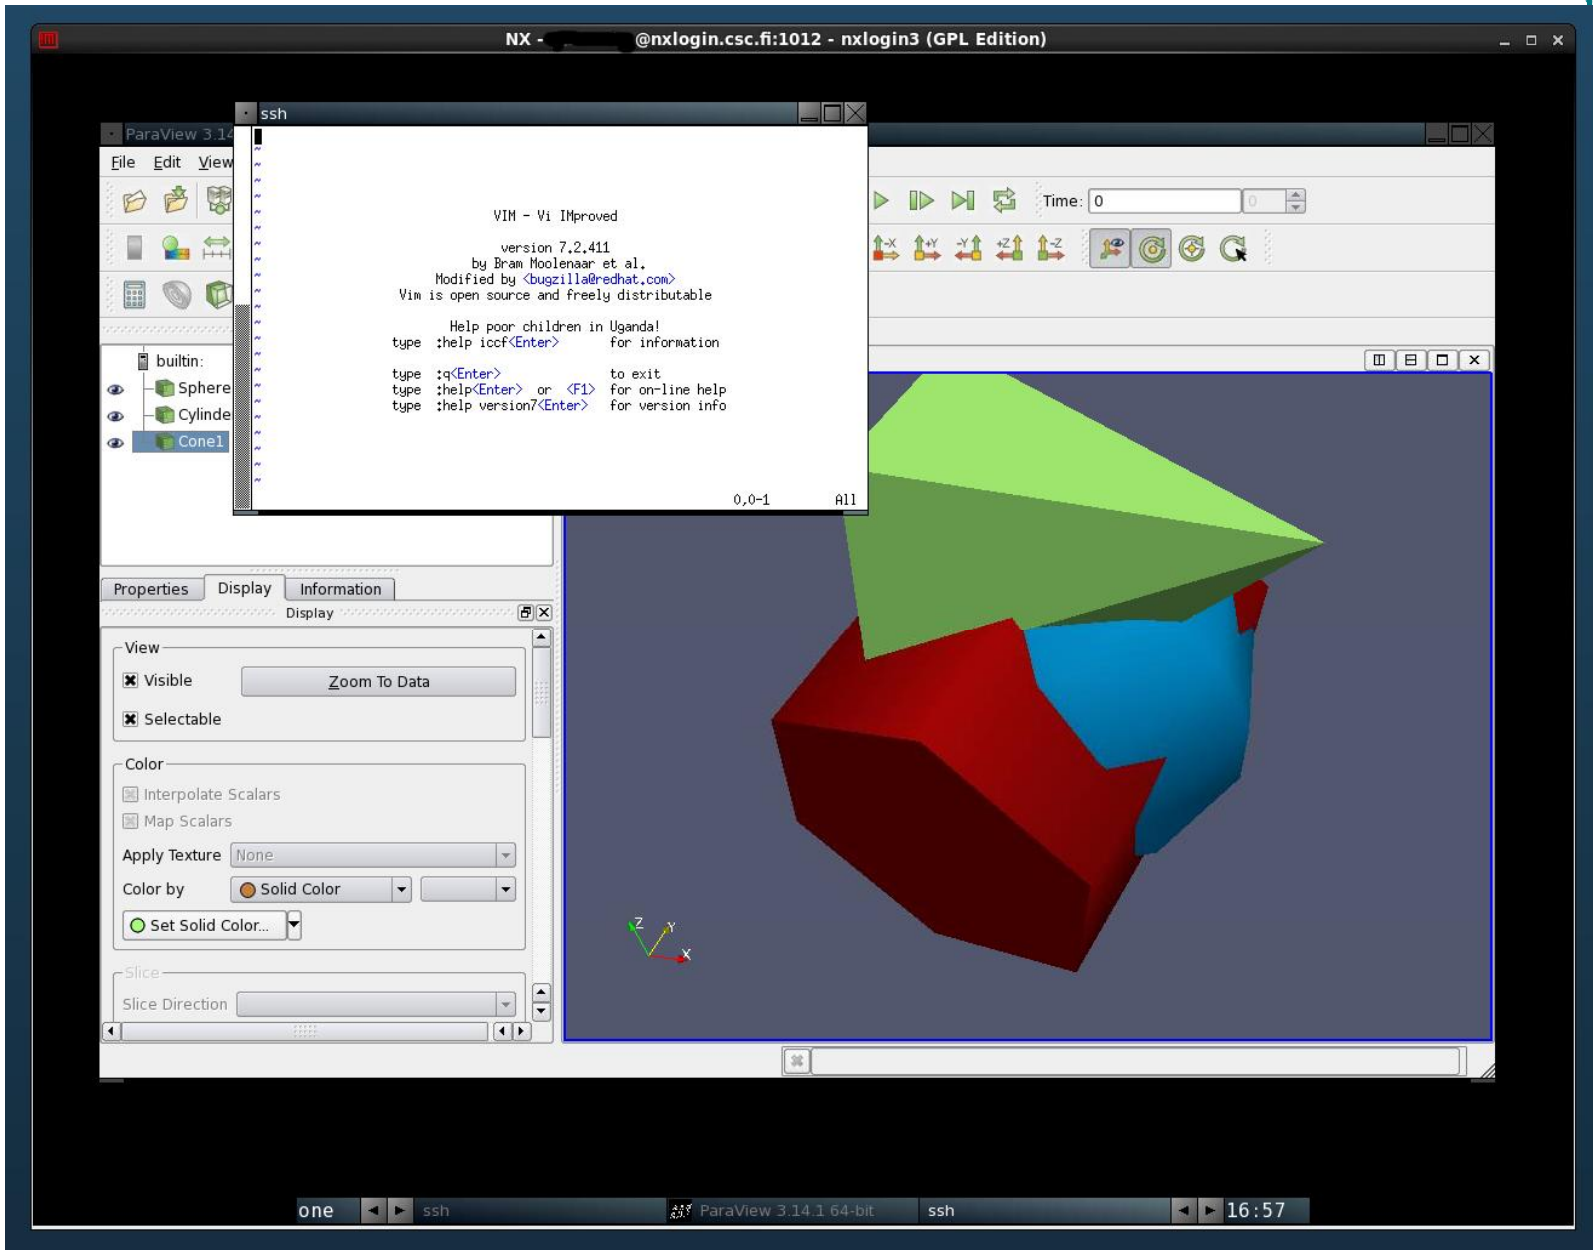 NX - @nxlogin.csc.fi:1012 - nxlogin3 (GPL Edition)
ssh
ParaView 3.14
File Edit View
Time: 0 0
-X +Y -Y +Z -Z
VIM - Vi IMproved
version 7.2.411
by Bram Moolenaar et al.
Modified by <bugzilla@redhat.com>
Vim is open source and freely distributable
Help poor children in Uganda!
type :help iccf<Enter> for information
type :q<Enter> to exit
type :help<Enter> or <F1> for on-line help
type :help version7<Enter> for version info
0,0-1 All
builtin:
Sphere
Cylinde
Cone1
Properties Display Information
Display
View
Visible Zoom To Data
Selectable
Color
Interpolate Scalars
Map Scalars
Apply Texture None
Color by Solid Color
Set Solid Color...
Slice
Slice Direction
Z Y X
one ssh ParaView 3.14.1 64-bit ssh 16:57